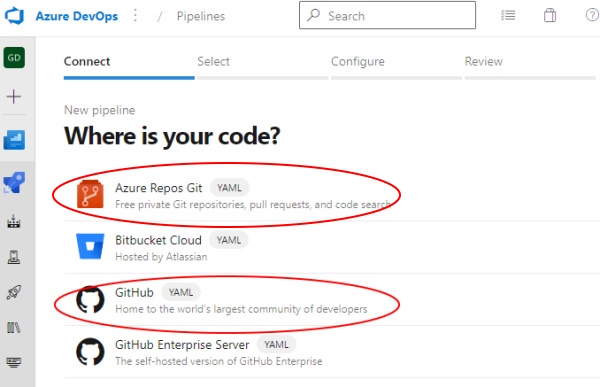 Azure DevOps / Pipelines Search
GD
Connect Select Configure Review
New pipeline
Where is your code?
Azure Repos Git YAML
Free private Git repositories, pull requests, and code search
Bitbucket Cloud YAML
Hosted by Atlassian
GitHub YAML
Home to the world's largest community of developers
GitHub Enterprise Server YAML
The self-hosted version of GitHub Enterprise